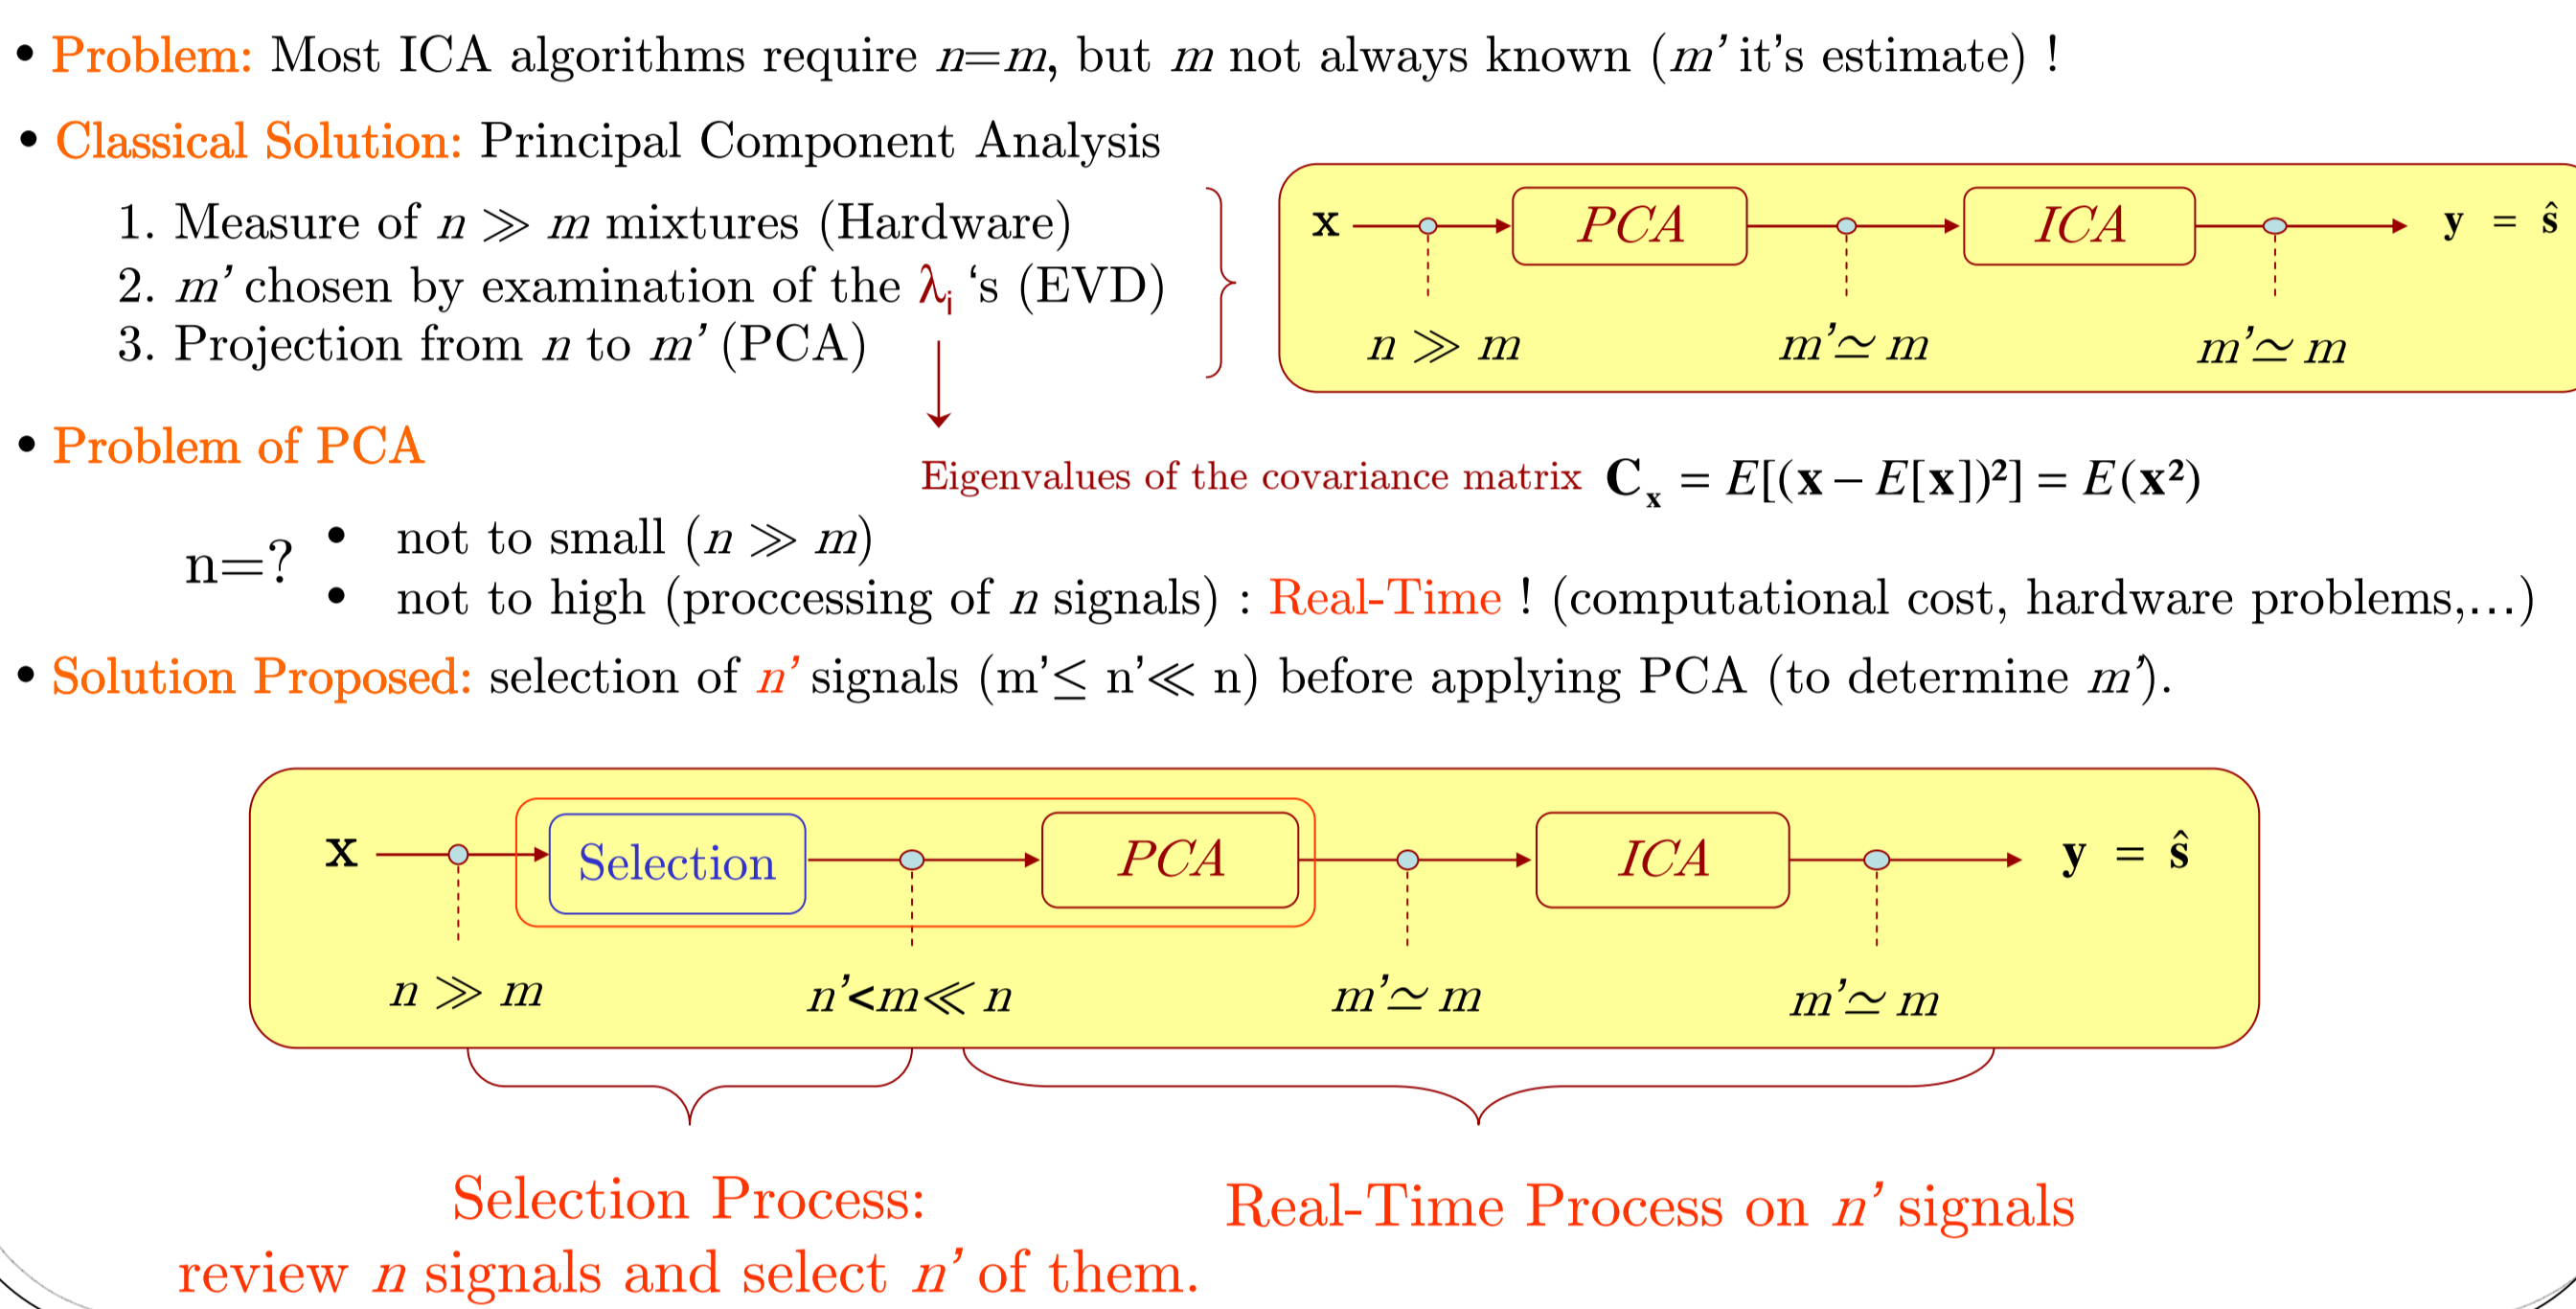 • Problem: Most ICA algorithms require n=m, but m not always known (m' it's estimate) !
• Classical Solution: Principal Component Analysis
1. Measure of n ≫ m mixtures (Hardware)
2. m' chosen by examination of the λi 's (EVD)
3. Projection from n to m' (PCA)
x PCA ICA y = ŝ
n ≫ m m'≃ m m'≃ m
• Problem of PCA
Eigenvalues of the covariance matrix Cx = E[(x – E[x])²] = E(x²)
n=?
• not to small (n ≫ m)
• not to high (proccessing of n signals) : Real-Time ! (computational cost, hardware problems,…)
• Solution Proposed: selection of n' signals (m'≤ n'≪ n) before applying PCA (to determine m').
x Selection PCA ICA y = ŝ
n ≫ m n'<m≪ n m'≃ m m'≃ m
Selection Process:
review n signals and select n' of them.
Real-Time Process on n' signals